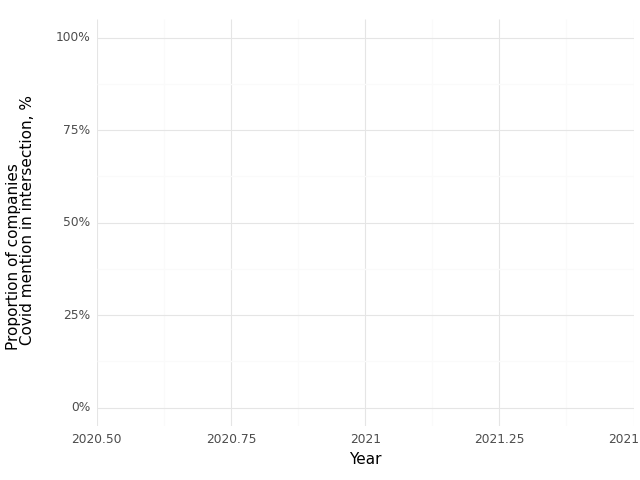 100%
75%
50%
25%
0%
Proportion of companies
Covid mention in intersection, %
2020.50 2020.75 2021 2021.25 2021
Year